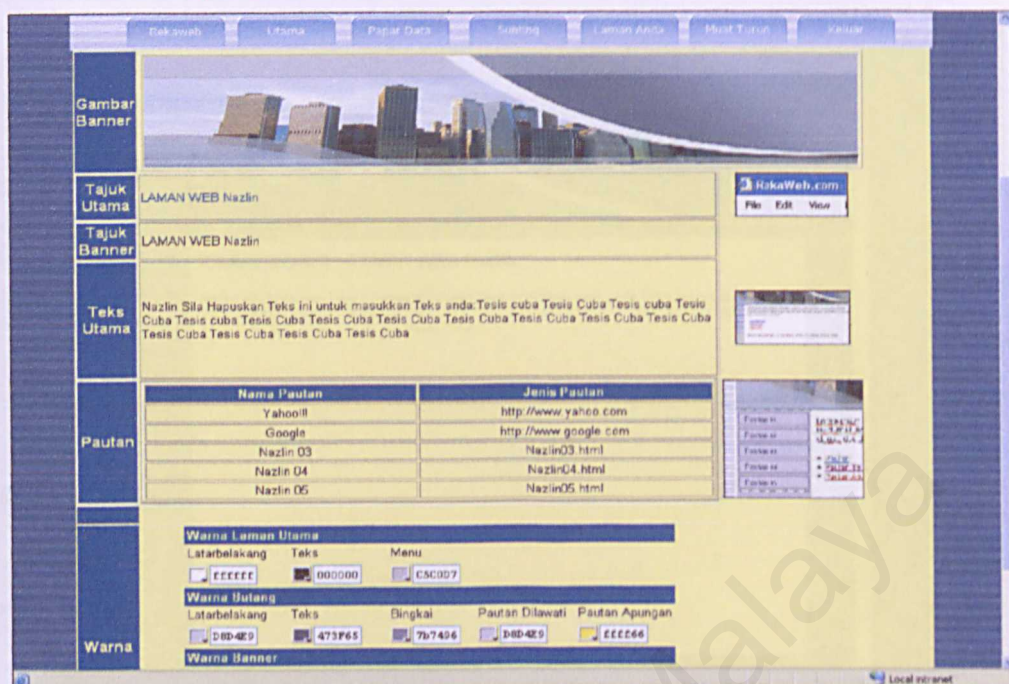 Rekaweb Utama Papar Data Sunting Laman Anda Muat Turun Keluar
Gambar Banner
Tajuk Utama
LAMAN WEB Nazlin
RekaWeb.com
File Edit View
Tajuk Banner
LAMAN WEB Nazlin
Teks Utama
Nazlin Sila Hapuskan Teks ini untuk masukkan Teks anda:Tesis cuba Tesis Cuba Tesis cuba Tesis
Cuba Tesis cuba Tesis Cuba Tesis Cuba Tesis Cuba Tesis Cuba Tesis Cuba Tesis Cuba Tesis Cuba
Tesis Cuba Tesis Cuba Tesis Cuba Tesis Cuba
Pautan
Nama Pautan Jenis Pautan
Yahoo!!! http://www.yahoo.com
Google http://www.google.com
Nazlin 03 Nazlin03.html
Nazlin 04 Nazlin04.html
Nazlin 05 Nazlin05.html
Warna
Warna Laman Utama
Latarbelakang Teks Menu
ffffff 000000 C5C0D7
Warna Butang
Latarbelakang Teks Bingkai Pautan Dilawati Pautan Apungan
D8D4E9 473F65 7b7496 D8D4E9 ffff66
Warna Banner
Local intranet
Malaya